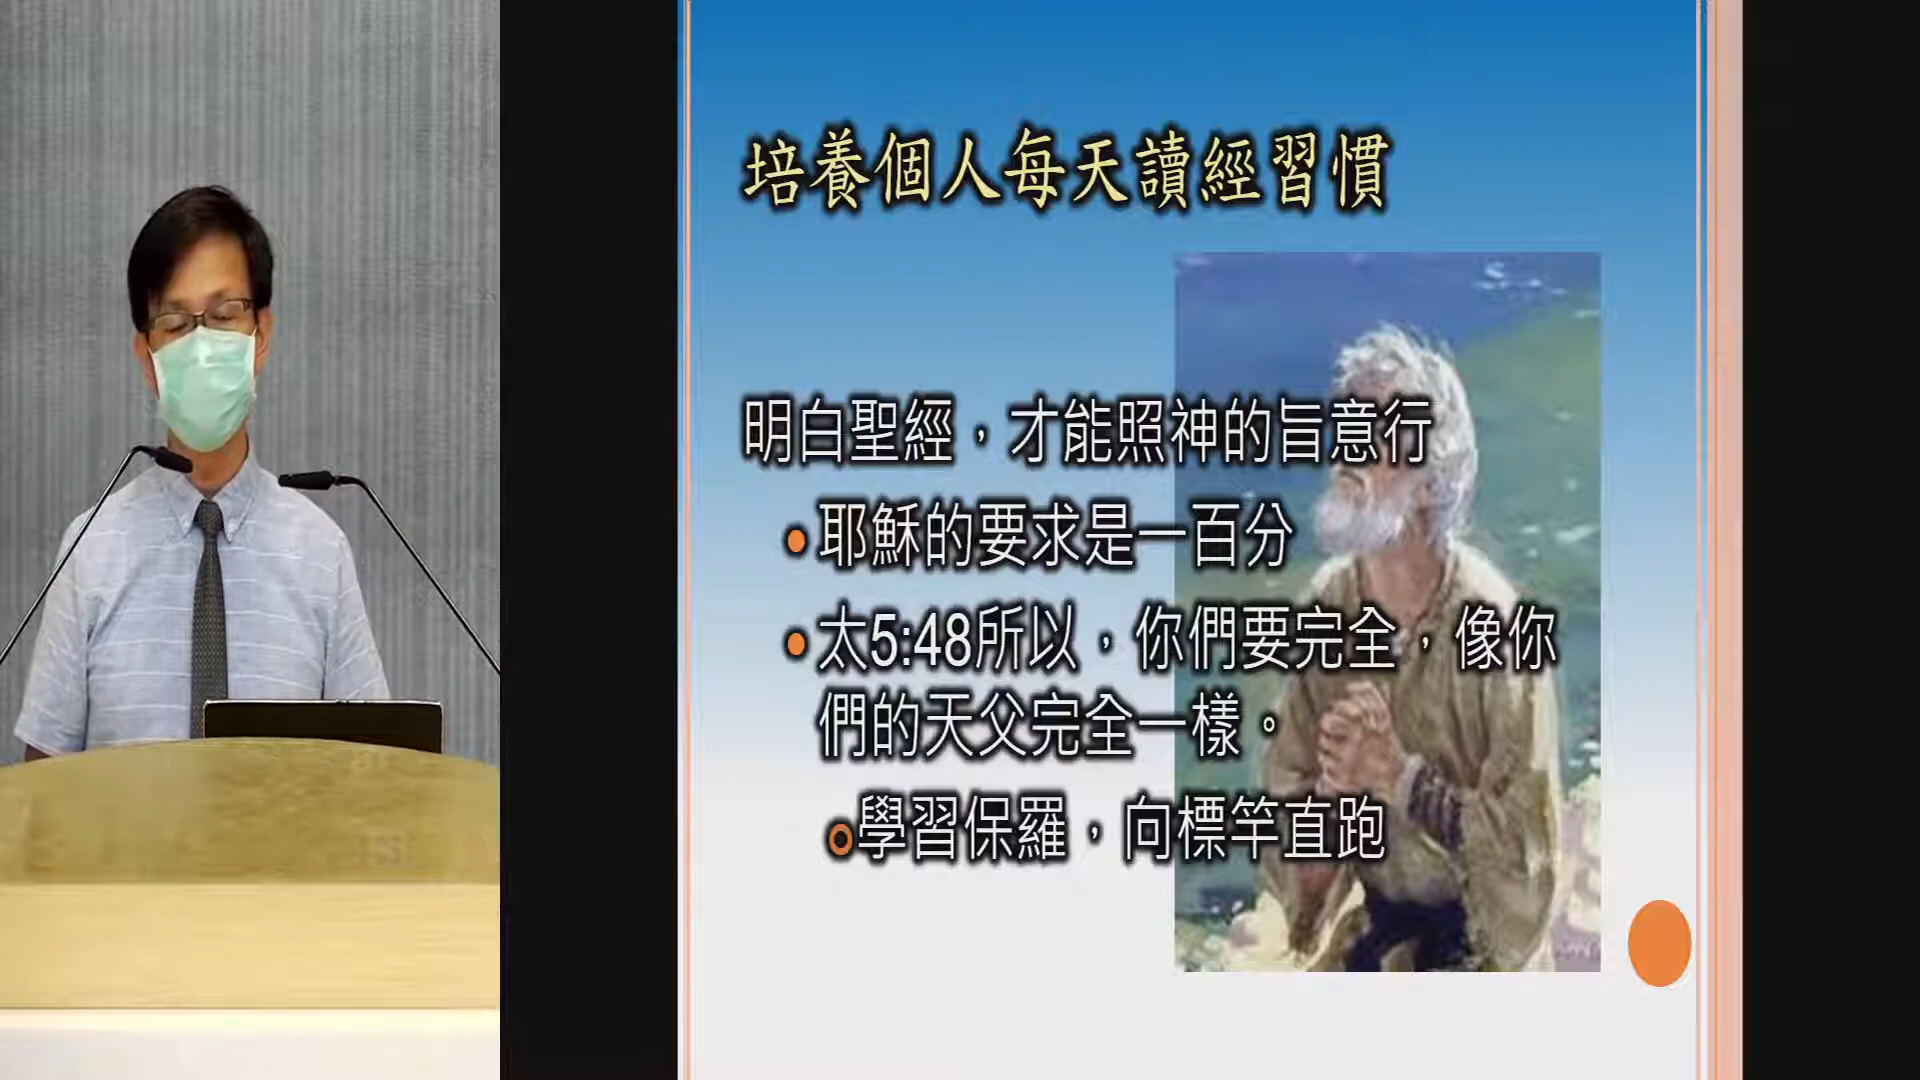 培養個人每天讀經習慣
明白聖經，才能照神的旨意行
耶穌的要求是一百分
太5:48所以，你們要完全，像你
們的天父完全一樣。
學習保羅，向標竿直跑